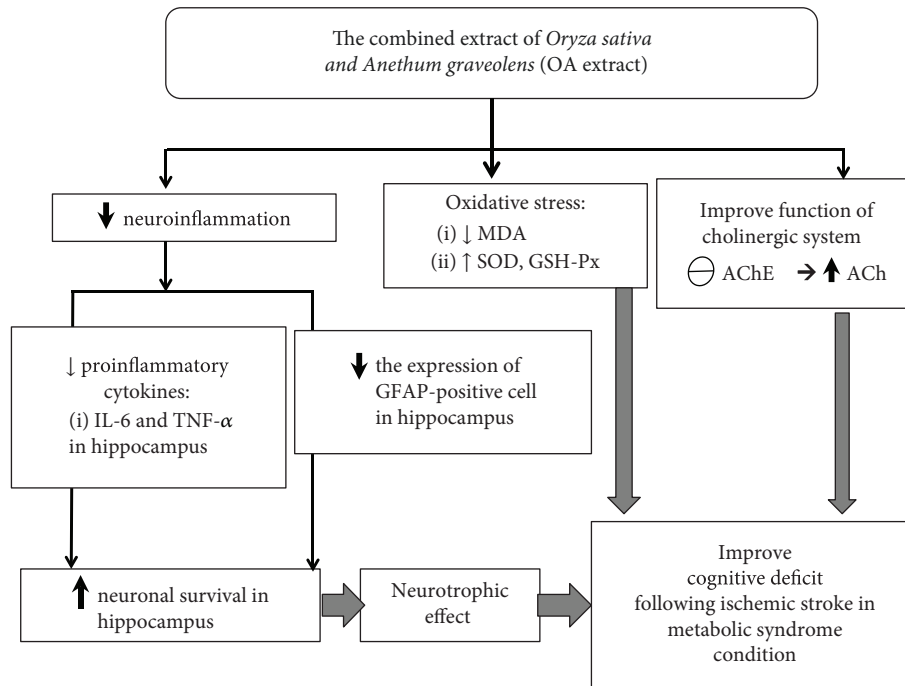 The combined extract of Oryza sativa
and Anethum graveolens (OA extract)
↓ neuroinflammation
Oxidative stress:
(i) ↓ MDA
(ii) ↑ SOD, GSH-Px
Improve function of
cholinergic system
⊖ AChE → ↑ ACh
↓ proinflammatory
cytokines:
(i) IL-6 and TNF-α
in hippocampus
↓ the expression of
GFAP-positive cell
in hippocampus
↑ neuronal survival in
hippocampus
Neurotrophic
effect
Improve
cognitive deficit
following ischemic stroke in
metabolic syndrome
condition